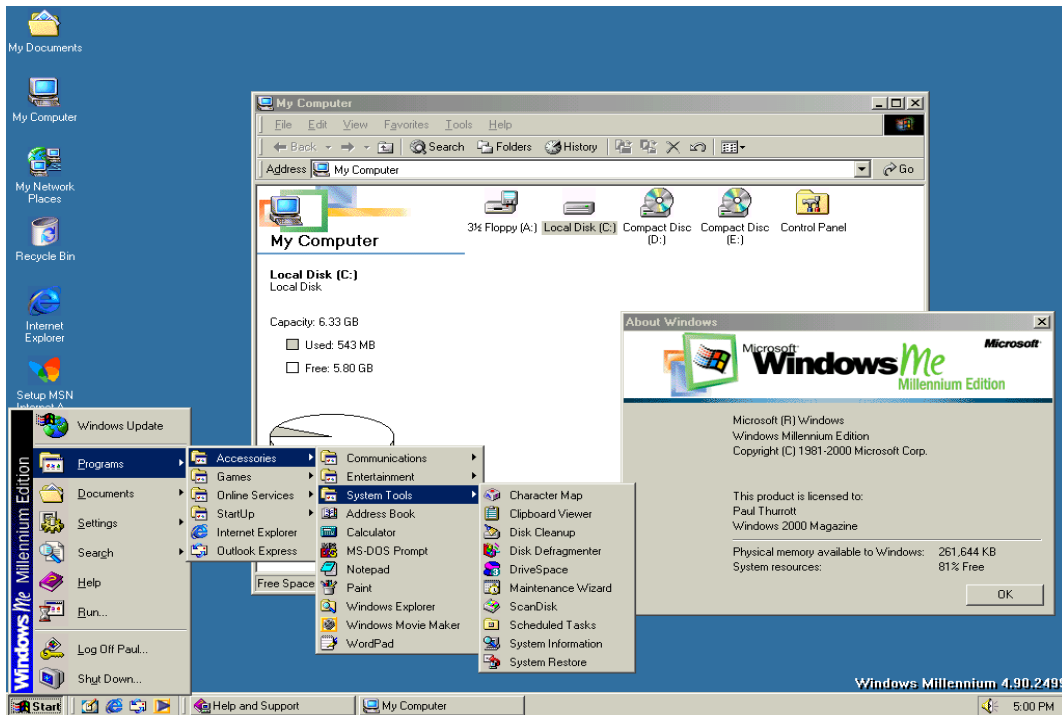 My Documents
My Computer
My Network
Places
Recycle Bin
Internet
Explorer
Setup MSN
My Computer
File Edit View Favorites Tools Help
Back Search Folders History
Address My Computer Go
My Computer
3½ Floppy (A:) Local Disk (C:) Compact Disc Compact Disc Control Panel
(D:) (E:)
Local Disk (C:)
Local Disk
Capacity: 6.33 GB
Used: 543 MB
Free: 5.80 GB
Free Space
About Windows
Microsoft
Microsoft
Windows Me
Millennium Edition
Microsoft (R) Windows
Windows Millennium Edition
Copyright (C) 1981-2000 Microsoft Corp.
This product is licensed to:
Paul Thurrott
Windows 2000 Magazine
Physical memory available to Windows: 261,644 KB
System resources: 81% Free
OK
Windows Me Millennium Edition
Windows Update
Programs
Documents
Settings
Search
Help
Run...
Log Off Paul...
Shut Down...
Accessories
Games
Online Services
StartUp
Internet Explorer
Outlook Express
Communications
Entertainment
System Tools
Address Book
Calculator
MS-DOS Prompt
Notepad
Paint
Windows Explorer
Windows Movie Maker
WordPad
Character Map
Clipboard Viewer
Disk Cleanup
Disk Defragmenter
DriveSpace
Maintenance Wizard
ScanDisk
Scheduled Tasks
System Information
System Restore
Windows Millennium 4.90.2499
Start Help and Support My Computer 5:00 PM